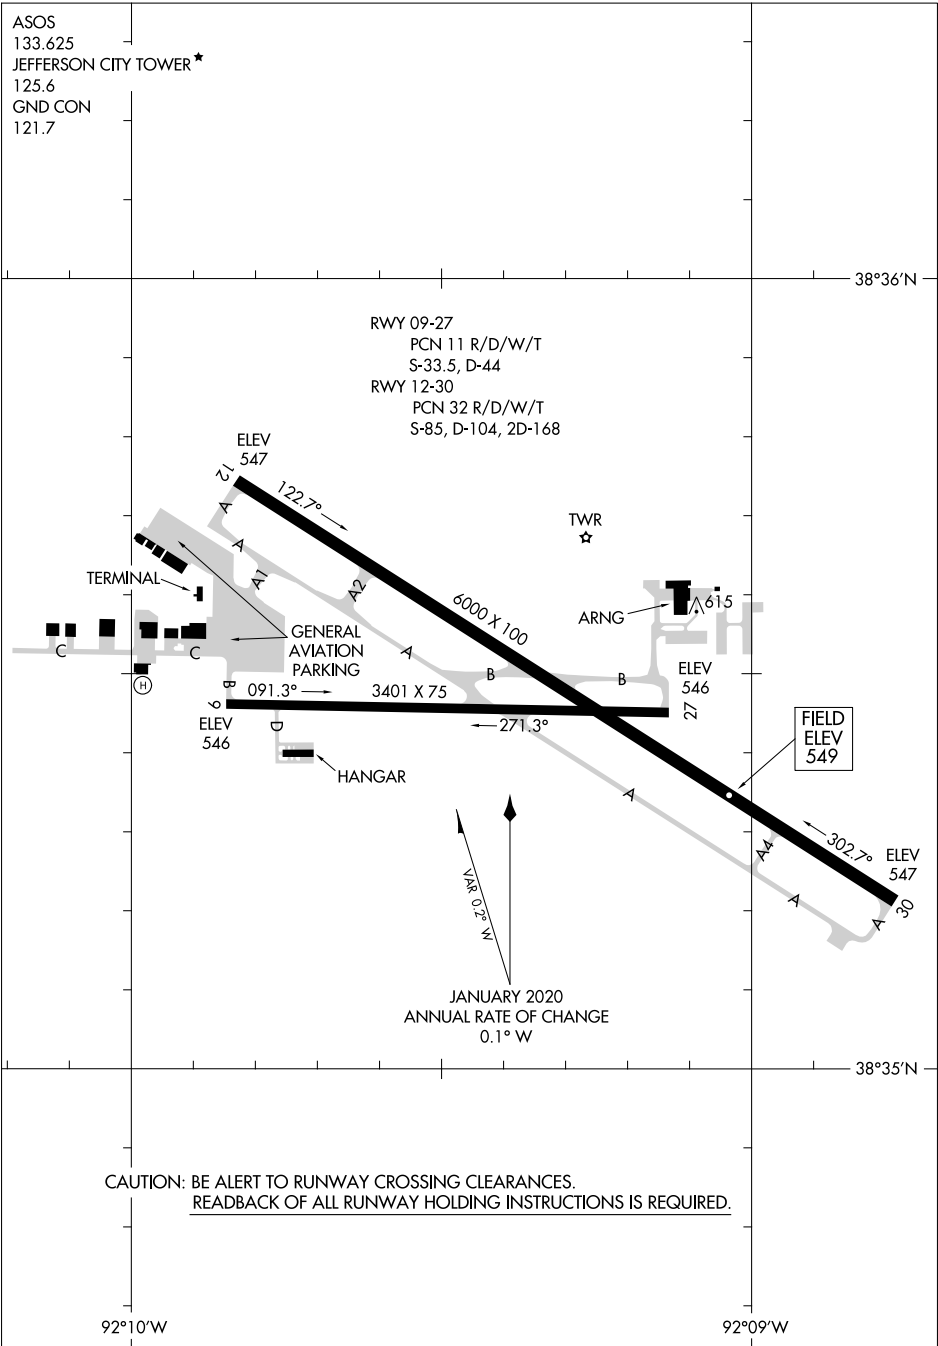 ASOS
133.625
JEFFERSON CITY TOWER★
125.6
GND CON
121.7
38°36'N
RWY 09-27
PCN 11 R/D/W/T
S-33.5, D-44
RWY 12-30
PCN 32 R/D/W/T
S-85, D-104, 2D-168
ELEV
547
12
122.7°
A
TWR
A
A1
A2
TERMINAL
6000 X 100
ARNG
615
GENERAL
AVIATION
PARKING
C
C
A
B
B
ELEV
546
H
B
091.3°
3401 X 75
9
ELEV
546
D
271.3°
27
FIELD
ELEV
549
HANGAR
A
VAR 0.2° W
A4
302.7°
ELEV
547
30
A
A
JANUARY 2020
ANNUAL RATE OF CHANGE
0.1° W
38°35'N
CAUTION: BE ALERT TO RUNWAY CROSSING CLEARANCES.
READBACK OF ALL RUNWAY HOLDING INSTRUCTIONS IS REQUIRED.
92°10'W
92°09'W